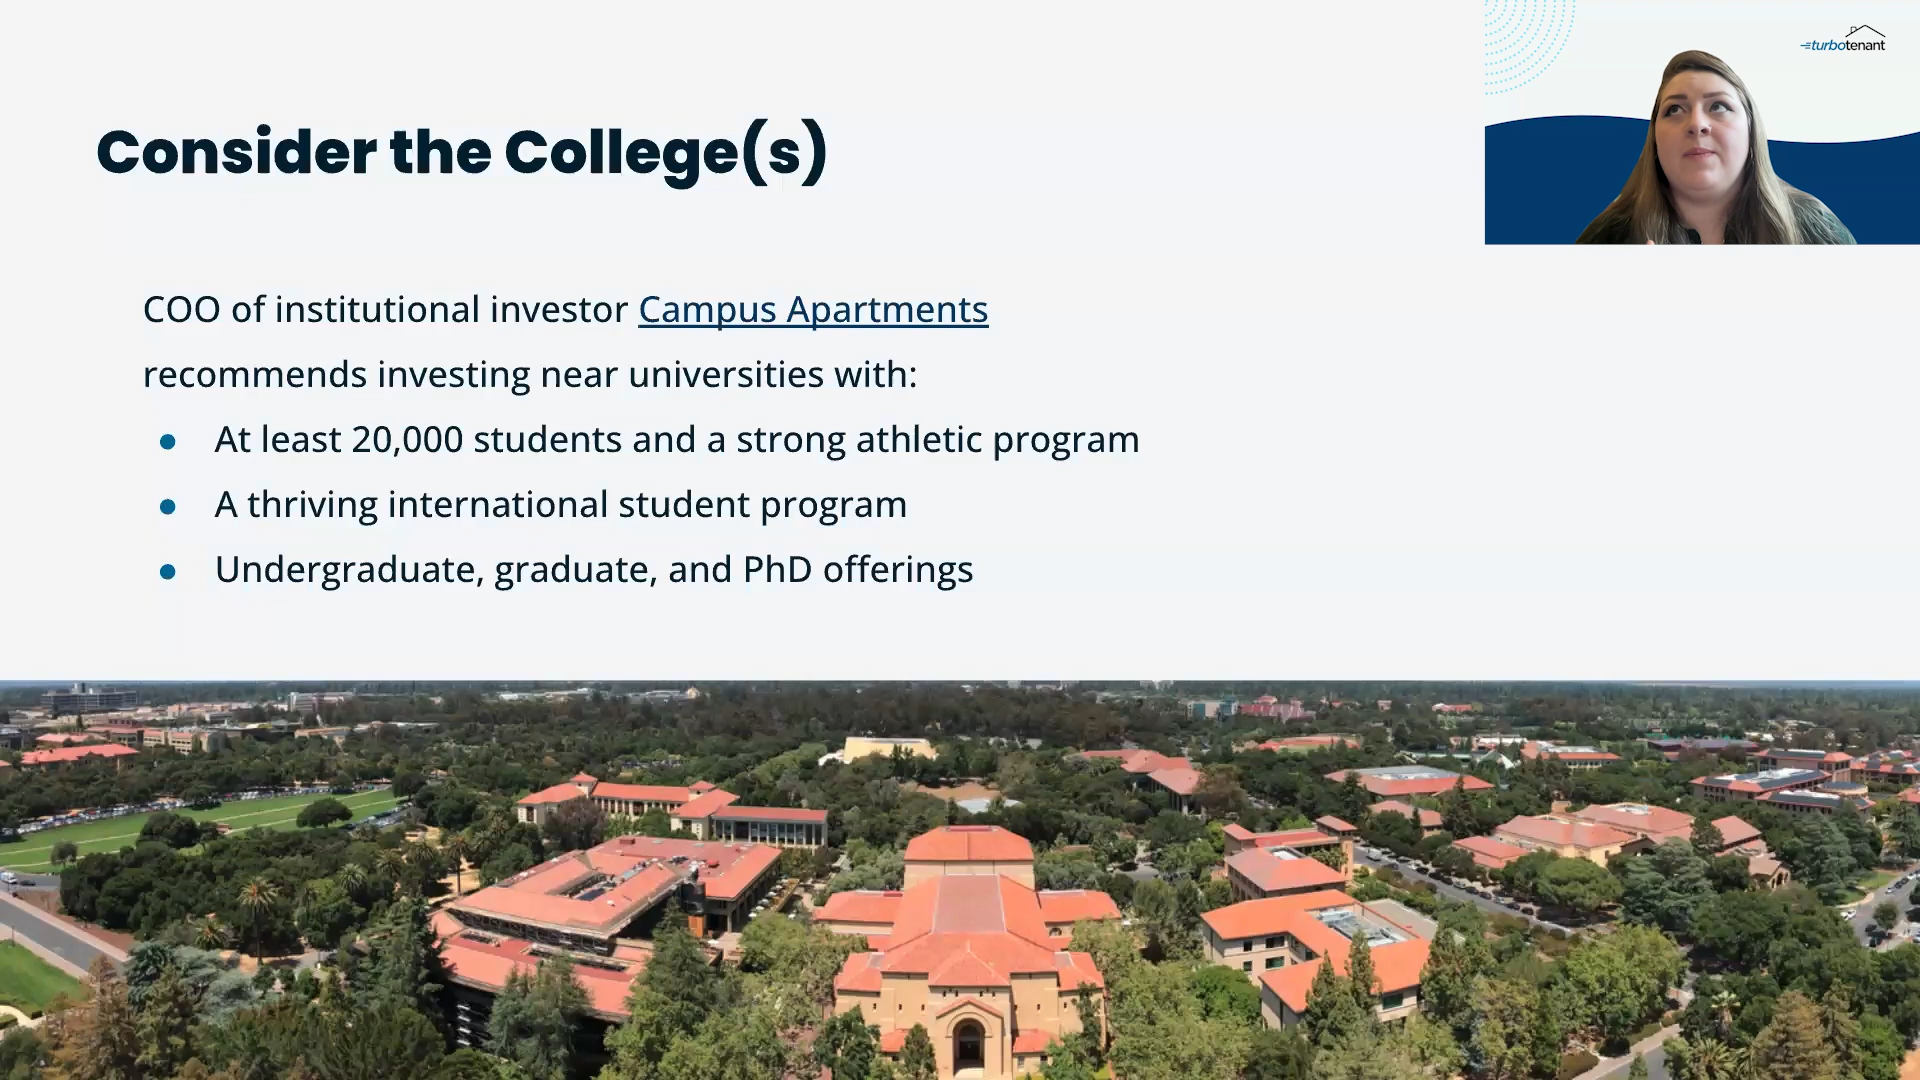 turbotenant
Consider the College(s)
COO of institutional investor Campus Apartments
recommends investing near universities with:
● At least 20,000 students and a strong athletic program
● A thriving international student program
● Undergraduate, graduate, and PhD offerings